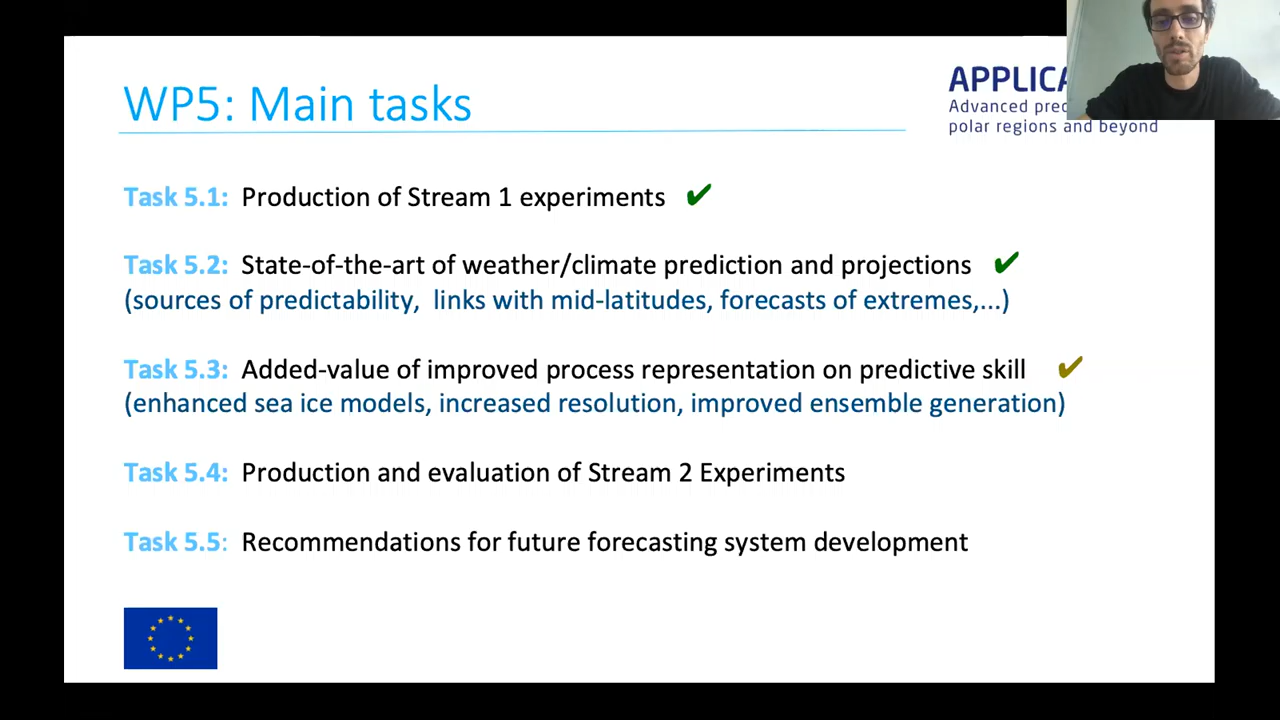 WP5: Main tasks
APPLICA
Advanced pred
polar regions and beyond
Task 5.1: Production of Stream 1 experiments ✔
Task 5.2: State-of-the-art of weather/climate prediction and projections ✔
(sources of predictability, links with mid-latitudes, forecasts of extremes,...)
Task 5.3: Added-value of improved process representation on predictive skill ✔
(enhanced sea ice models, increased resolution, improved ensemble generation)
Task 5.4: Production and evaluation of Stream 2 Experiments
Task 5.5: Recommendations for future forecasting system development